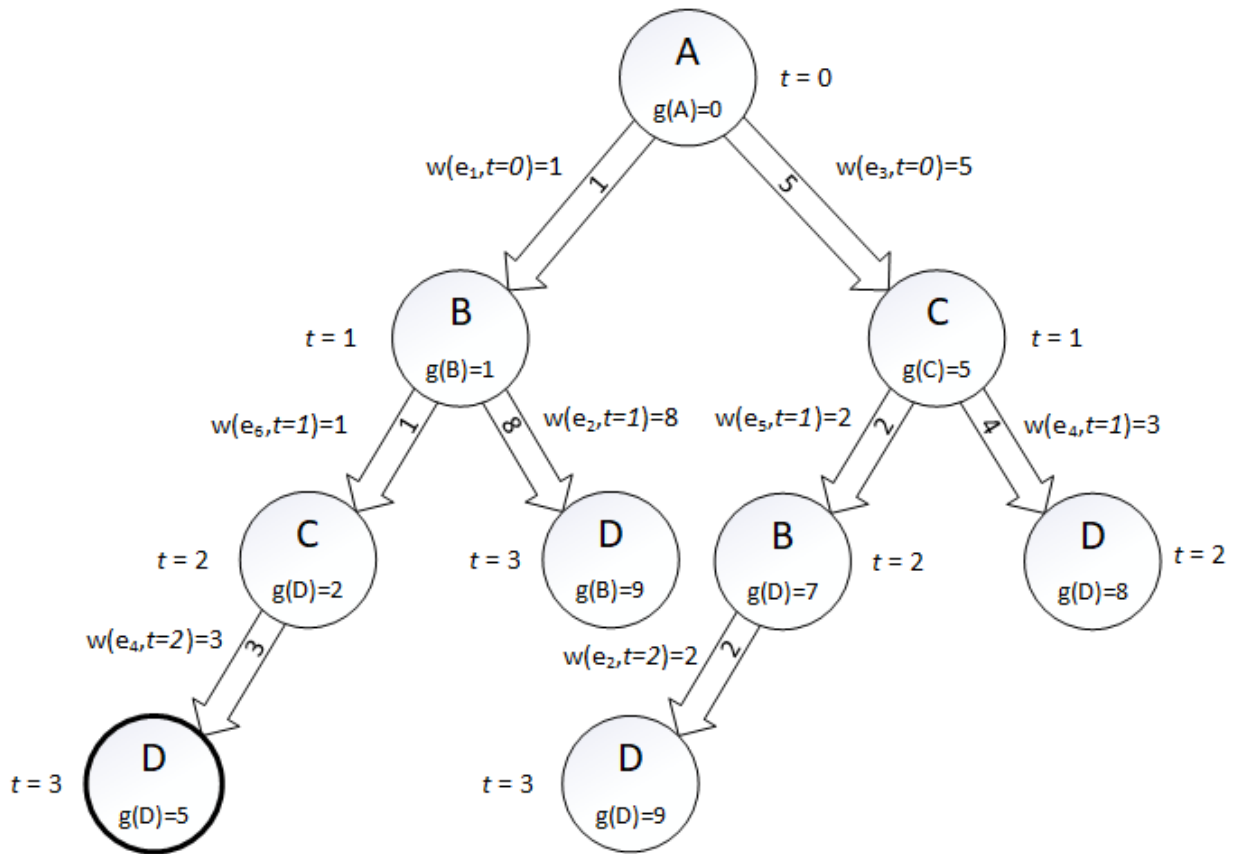 A
t = 0
g(A)=0
w(e₁,t=0)=1
1
5
w(e₃,t=0)=5
B
t = 1
g(B)=1
C
t = 1
g(C)=5
w(e₆,t=1)=1
1
8
w(e₂,t=1)=8
w(e₅,t=1)=2
2
4
w(e₄,t=1)=3
C
t = 2
g(D)=2
D
t = 3
g(B)=9
B
t = 2
g(D)=7
D
t = 2
g(D)=8
w(e₄,t=2)=3
3
w(e₂,t=2)=2
2
D
t = 3
g(D)=5
D
t = 3
g(D)=9